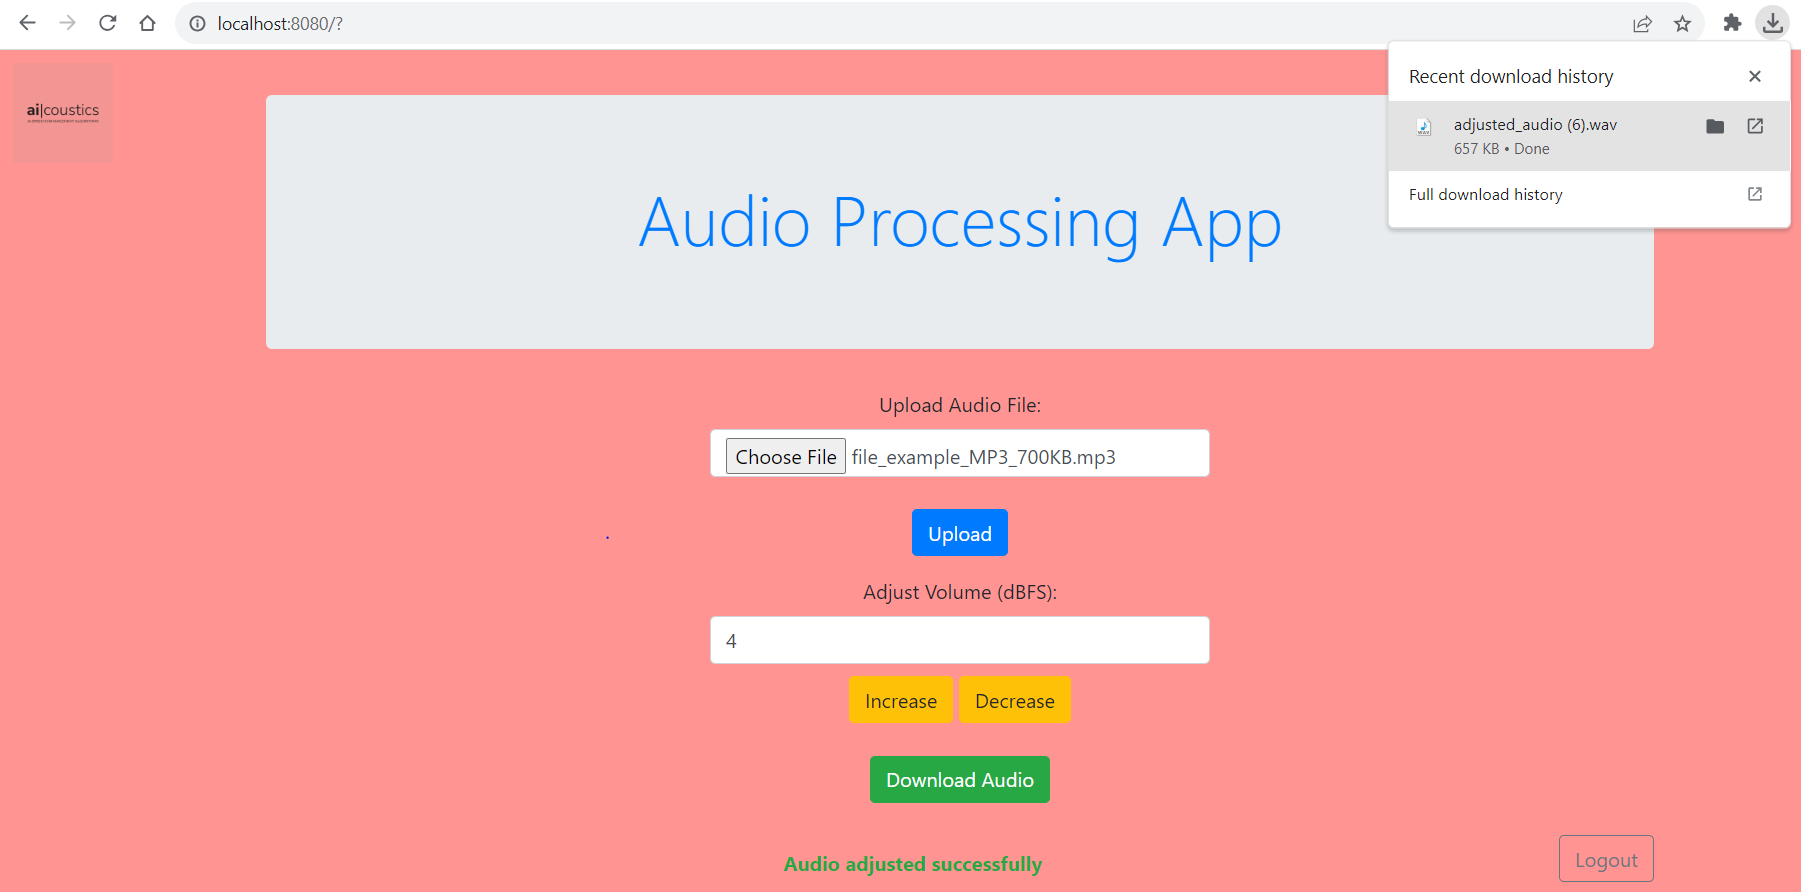 localhost:8080/?
Recent download history
adjusted_audio (6).wav
657 KB • Done
Full download history
ai|coustics
Audio Processing App
Upload Audio File:
Choose File file_example_MP3_700KB.mp3
Upload
Adjust Volume (dBFS):
4
Increase Decrease
Download Audio
Audio adjusted successfully
Logout